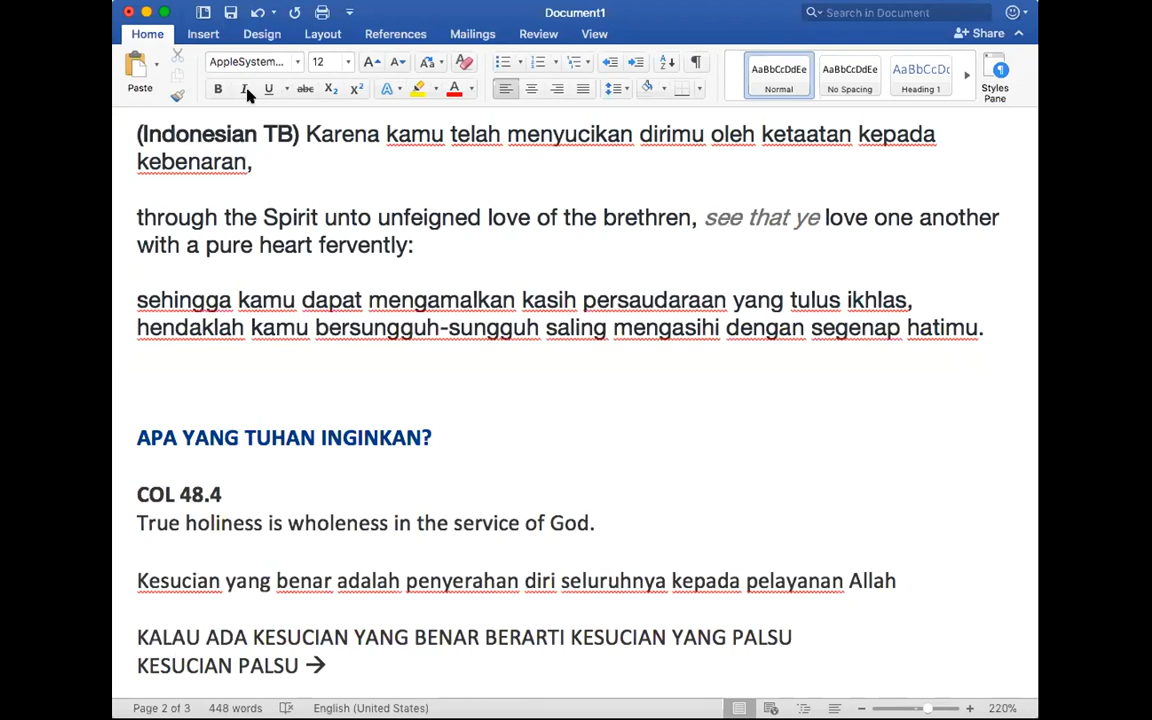 Document1
Search in Document
Home Insert Design Layout References Mailings Review View
Share
AppleSystem... 12
Paste
B I U abc X2 X2
AaBbCcDdEe AaBbCcDdEe AaBbCcDc
Normal No Spacing Heading 1
Styles
Pane
(Indonesian TB) Karena kamu telah menyucikan dirimu oleh ketaatan kepada
kebenaran,
through the Spirit unto unfeigned love of the brethren, see that ye love one another
with a pure heart fervently:
sehingga kamu dapat mengamalkan kasih persaudaraan yang tulus ikhlas,
hendaklah kamu bersungguh-sungguh saling mengasihi dengan segenap hatimu.
APA YANG TUHAN INGINKAN?
COL 48.4
True holiness is wholeness in the service of God.
Kesucian yang benar adalah penyerahan diri seluruhnya kepada pelayanan Allah
KALAU ADA KESUCIAN YANG BENAR BERARTI KESUCIAN YANG PALSU
KESUCIAN PALSU →
Page 2 of 3 448 words English (United States) 220%